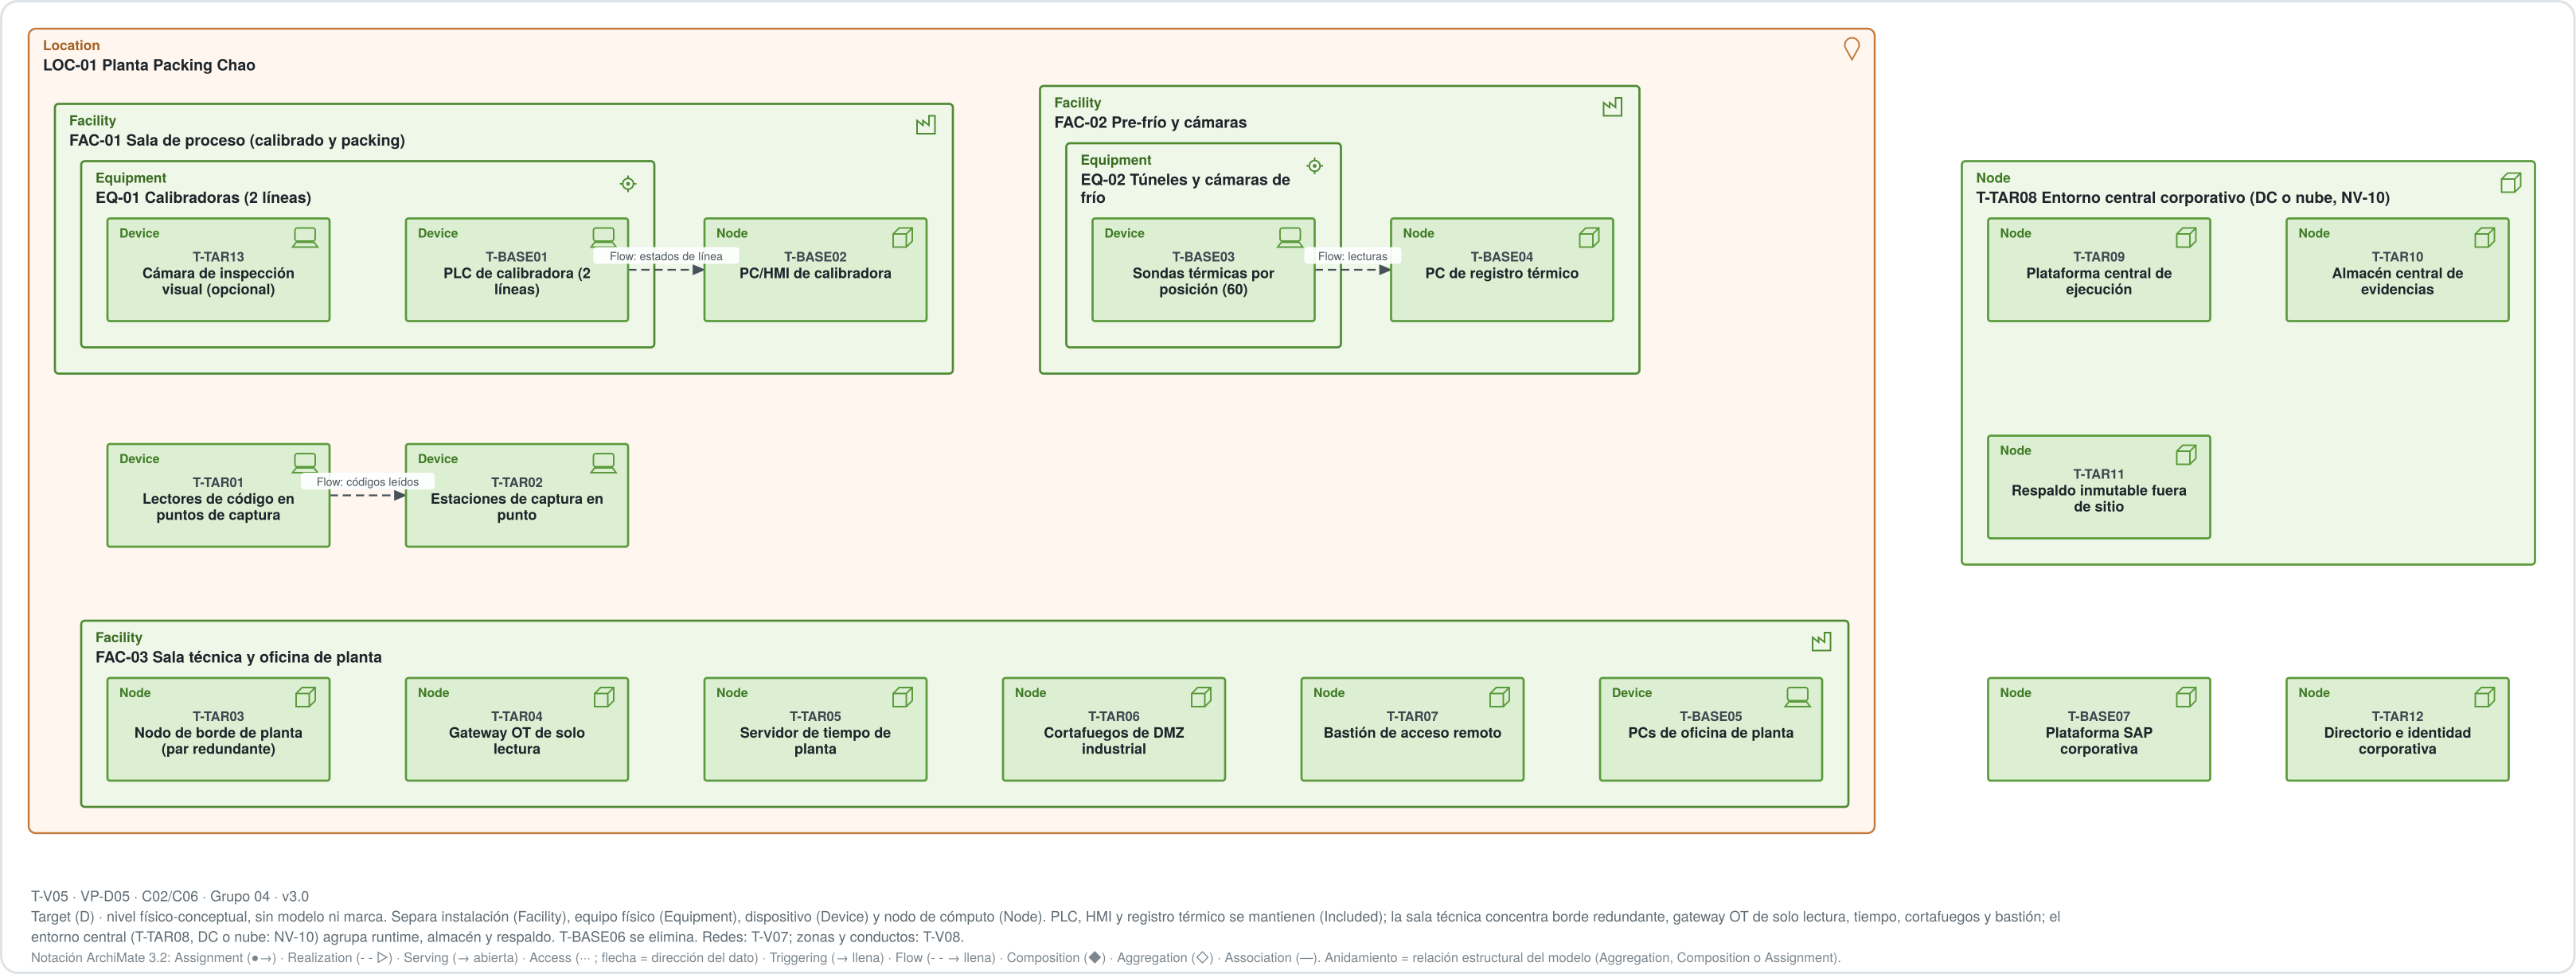 Location
LOC-01 Planta Packing Chao
Facility
FAC-01 Sala de proceso (calibrado y packing)
Equipment
EQ-01 Calibradoras (2 líneas)
Device
T-TAR13
Cámara de inspección
visual (opcional)
Device
T-BASE01
PLC de calibradora (2
líneas)
Flow: estados de línea
Node
T-BASE02
PC/HMI de calibradora
Facility
FAC-02 Pre-frío y cámaras
Equipment
EQ-02 Túneles y cámaras de
frío
Device
T-BASE03
Sondas térmicas por
posición (60)
Flow: lecturas
Node
T-BASE04
PC de registro térmico
Node
T-TAR08 Entorno central corporativo (DC o nube, NV-10)
Node
T-TAR09
Plataforma central de
ejecución
Node
T-TAR10
Almacén central de
evidencias
Node
T-TAR11
Respaldo inmutable fuera
de sitio
Device
T-TAR01
Lectores de código en
puntos de captura
Flow: códigos leídos
Device
T-TAR02
Estaciones de captura en
punto
Facility
FAC-03 Sala técnica y oficina de planta
Node
T-TAR03
Nodo de borde de planta
(par redundante)
Node
T-TAR04
Gateway OT de solo
lectura
Node
T-TAR05
Servidor de tiempo de
planta
Node
T-TAR06
Cortafuegos de DMZ
industrial
Node
T-TAR07
Bastión de acceso remoto
Device
T-BASE05
PCs de oficina de planta
Node
T-BASE07
Plataforma SAP
corporativa
Node
T-TAR12
Directorio e identidad
corporativa
T-V05 · VP-D05 · C02/C06 · Grupo 04 · v3.0
Target (D) · nivel físico-conceptual, sin modelo ni marca. Separa instalación (Facility), equipo físico (Equipment), dispositivo (Device) y nodo de cómputo (Node). PLC, HMI y registro térmico se mantienen (Included); la sala técnica concentra borde redundante, gateway OT de solo lectura, tiempo, cortafuegos y bastión; el
entorno central (T-TAR08, DC o nube: NV-10) agrupa runtime, almacén y respaldo. T-BASE06 se elimina. Redes: T-V07; zonas y conductos: T-V08.
Notación ArchiMate 3.2: Assignment (●→) · Realization (- - ▷) · Serving (→ abierta) · Access (··· ; flecha = dirección del dato) · Triggering (→ llena) · Flow (- - → llena) · Composition (◆) · Aggregation (◇) · Association (—). Anidamiento = relación estructural del modelo (Aggregation, Composition o Assignment).